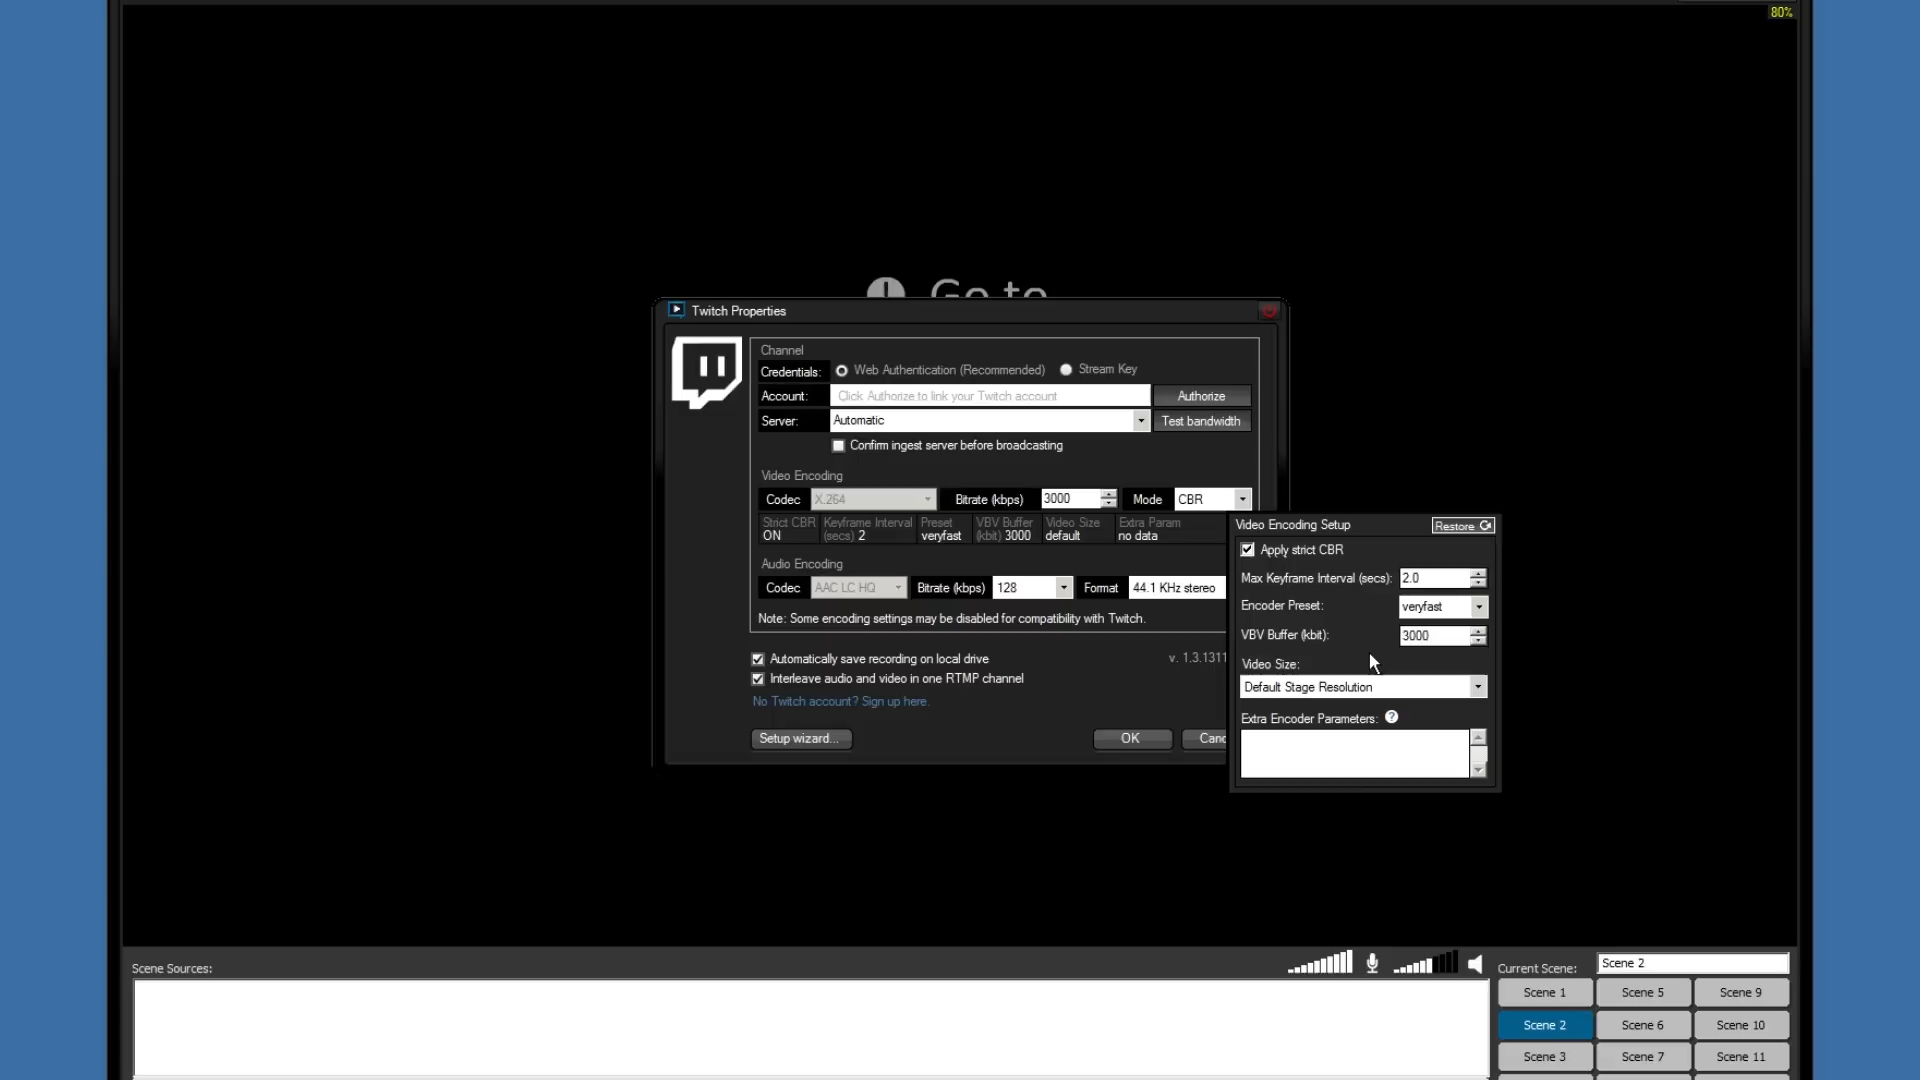 80%
Go to
Twitch Properties
Channel
Credentials: Web Authentication (Recommended) Stream Key
Account: Click Authorize to link your Twitch account Authorize
Server: Automatic Test bandwidth
Confirm ingest server before broadcasting
Video Encoding
Codec X.264 Bitrate (kbps) 3000 Mode CBR
Strict CBR Keyframe Interval Preset VBV Buffer Video Size Extra Param
ON (secs) 2 veryfast (kbit) 3000 default no data
Audio Encoding
Codec AAC LC HQ Bitrate (kbps) 128 Format 44.1 KHz stereo
Note: Some encoding settings may be disabled for compatibility with Twitch.
Automatically save recording on local drive v. 1.3.1311
Interleave audio and video in one RTMP channel
No Twitch account? Sign up here.
Setup wizard... OK Canc
Video Encoding Setup Restore
Apply strict CBR
Max Keyframe Interval (secs): 2.0
Encoder Preset: veryfast
VBV Buffer (kbit): 3000
Video Size:
Default Stage Resolution
Extra Encoder Parameters: ?
Scene Sources:
Current Scene: Scene 2
Scene 1 Scene 5 Scene 9
Scene 2 Scene 6 Scene 10
Scene 3 Scene 7 Scene 11